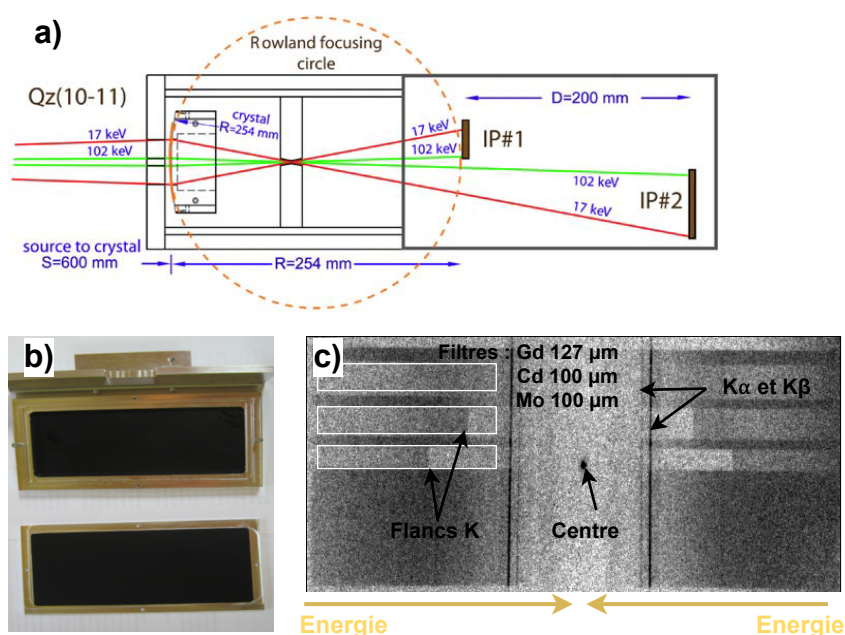 a)
Rowland focusing
circle
Qz(10-11)
crystal
R=254 mm
D=200 mm
17 keV
17 keV
102 keV
102 keV
IP#1
102 keV
IP#2
17 keV
source to crystal
S=600 mm
R=254 mm
b)
c)
Filtres : Gd 127 µm
Cd 100 µm
Mo 100 µm
Kα et Kβ
Flancs K
Centre
Energie
Energie